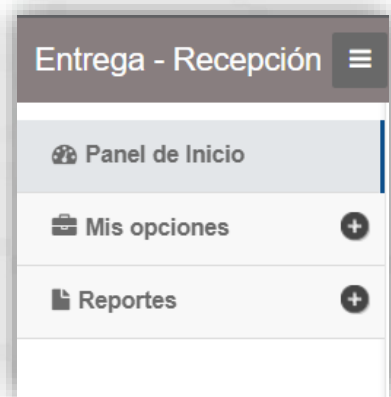 Entrega - Recepción
Panel de Inicio
Mis opciones
Reportes